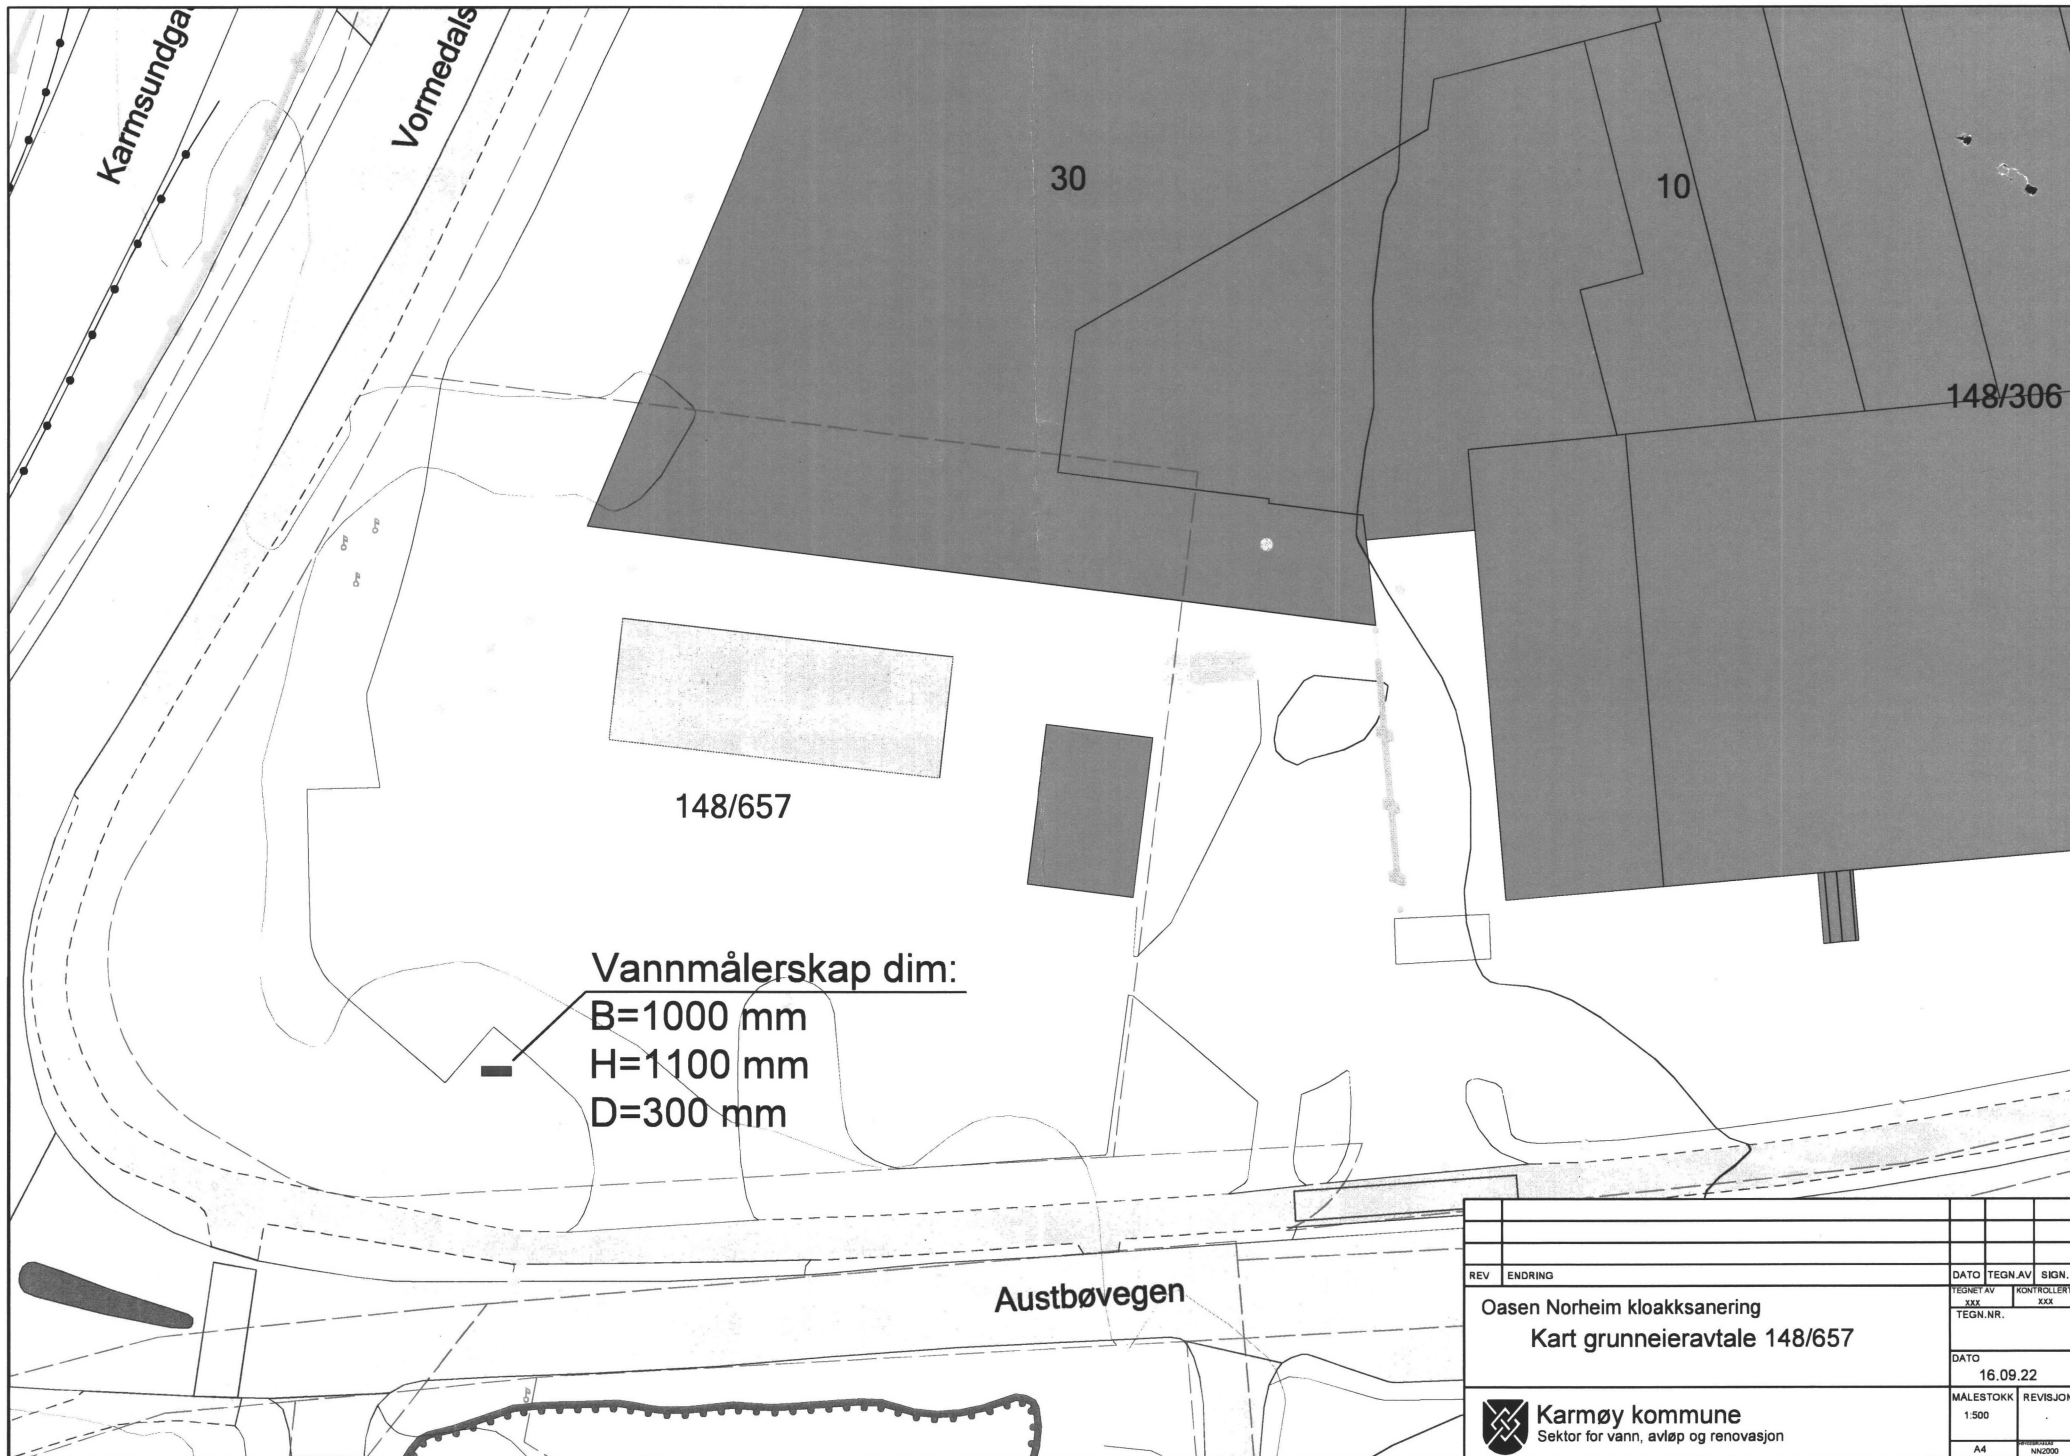 Karmsundga
Vormedals
30
10
148/306
148/657
Vannmålerskap dim:
B=1000 mm
H=1100 mm
D=300 mm
Austbøvegen
REV ENDRING DATO TEGN.AV SIGN.
Oasen Norheim kloakksanering
Kart grunneieravtale 148/657
TEGNET AV KONTROLLERT
XXX XXX
TEGN.NR.
DATO
16.09.22
Karmøy kommune
Sektor for vann, avløp og renovasjon
MÅLESTOKK REVISJON
1:500
A4
NN2000